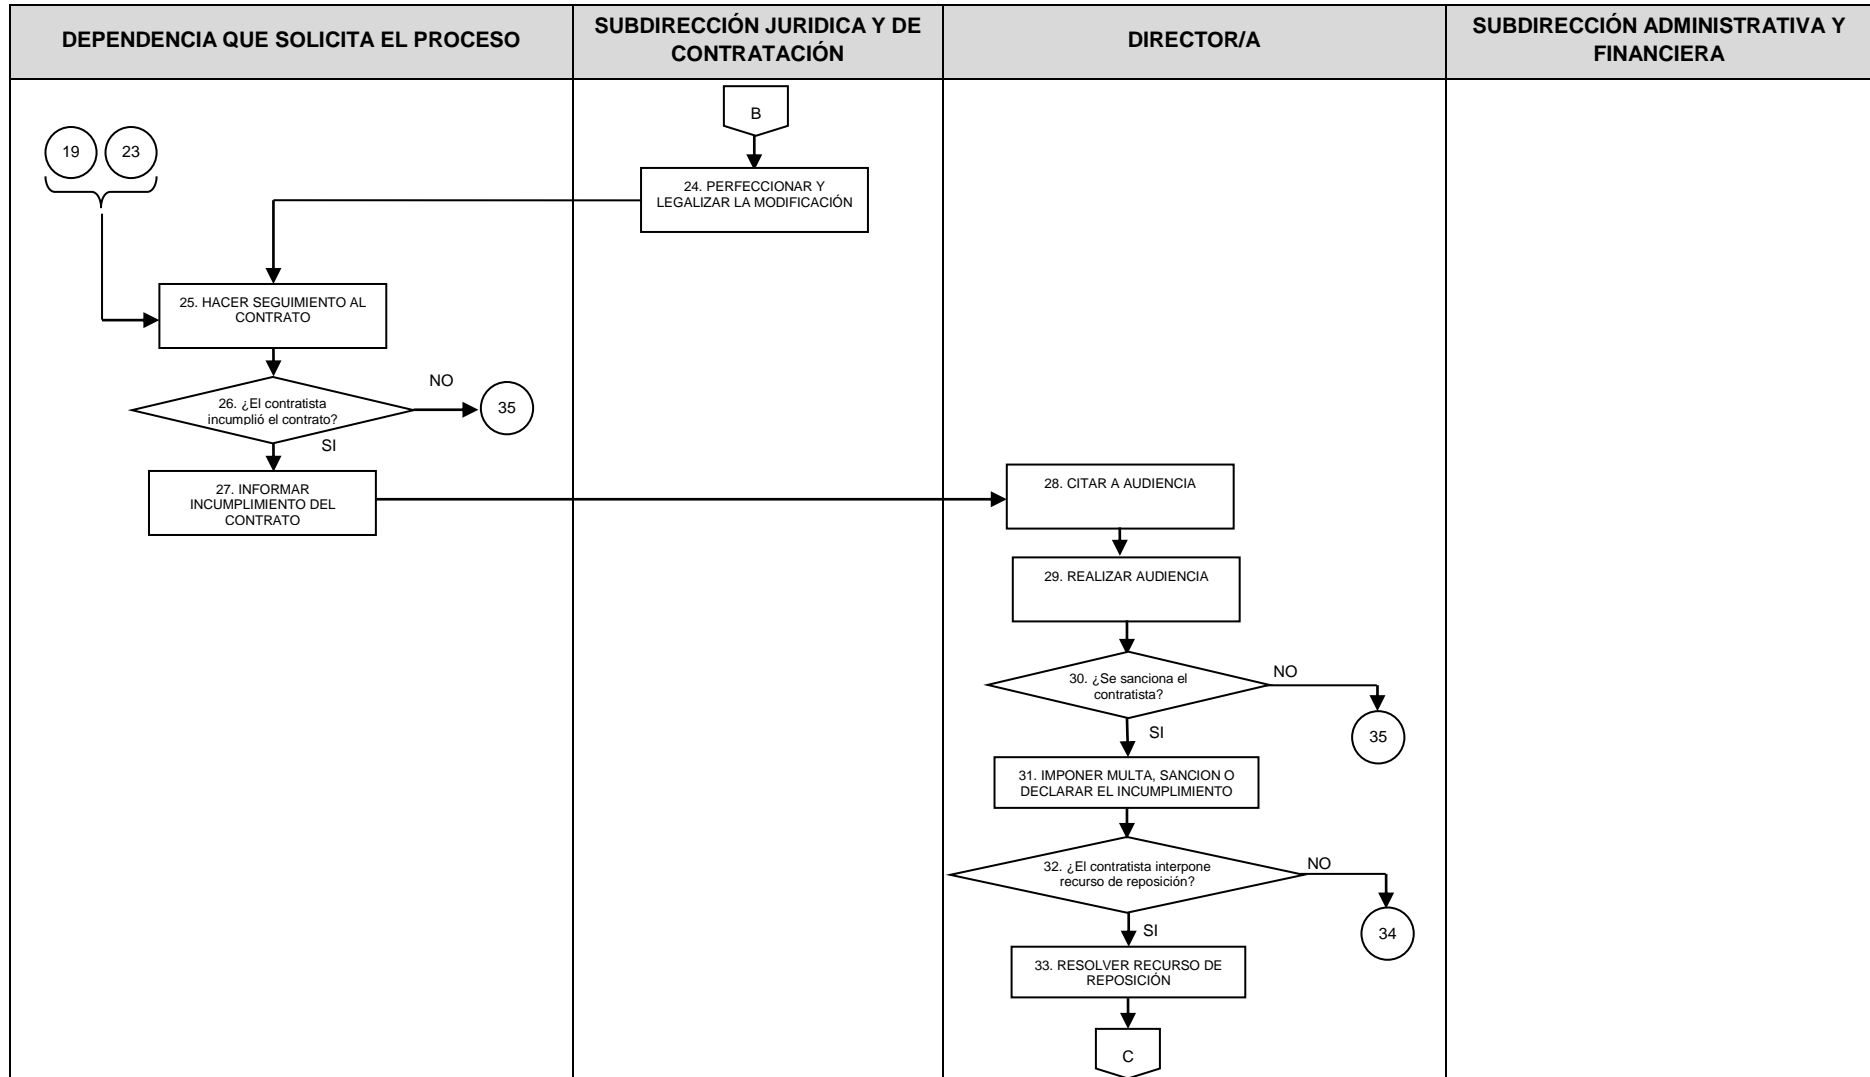 DEPENDENCIA QUE SOLICITA EL PROCESO
SUBDIRECCIÓN JURIDICA Y DE
CONTRATACIÓN
DIRECTOR/A
SUBDIRECCIÓN ADMINISTRATIVA Y
FINANCIERA
B
19
23
24. PERFECCIONAR Y
LEGALIZAR LA MODIFICACIÓN
25. HACER SEGUIMIENTO AL
CONTRATO
26. ¿El contratista
incumplió el contrato?
NO
35
SI
27. INFORMAR
INCUMPLIMIENTO DEL
CONTRATO
28. CITAR A AUDIENCIA
29. REALIZAR AUDIENCIA
30. ¿Se sanciona el
contratista?
NO
35
SI
31. IMPONER MULTA, SANCION O
DECLARAR EL INCUMPLIMIENTO
32. ¿El contratista interpone
recurso de reposición?
NO
34
SI
33. RESOLVER RECURSO DE
REPOSICIÓN
C